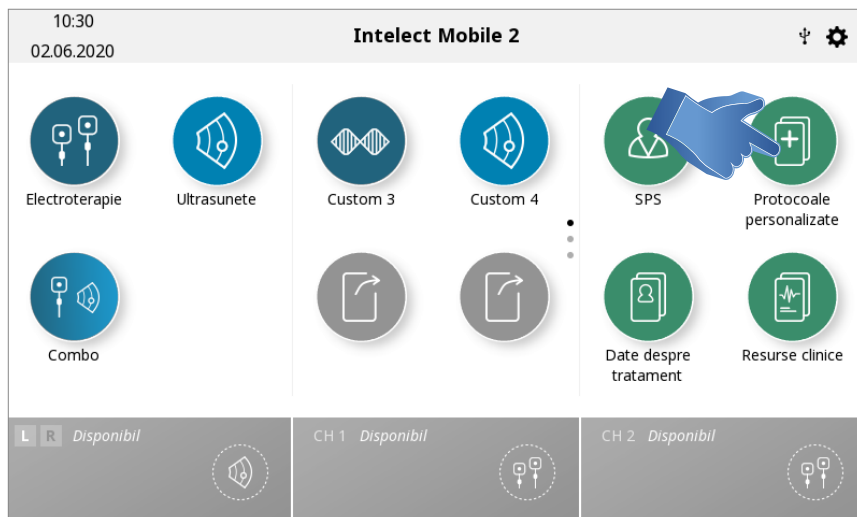 10:30
02.06.2020
Intelect Mobile 2
Electroterapie
Ultrasunete
Custom 3
Custom 4
SPS
Protocoale
personalizate
Combo
Date despre
tratament
Resurse clinice
L R Disponibil
CH 1 Disponibil
CH 2 Disponibil